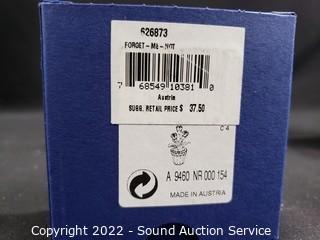 626873
FORGET-ME-NOT
7 68549 10381 0
Austria
SUGG. RETAIL PRICE $ 37.50
C 4
A 9460 NR 000 154
MADE IN AUSTRIA
Copyright 2022 - Sound Auction Service